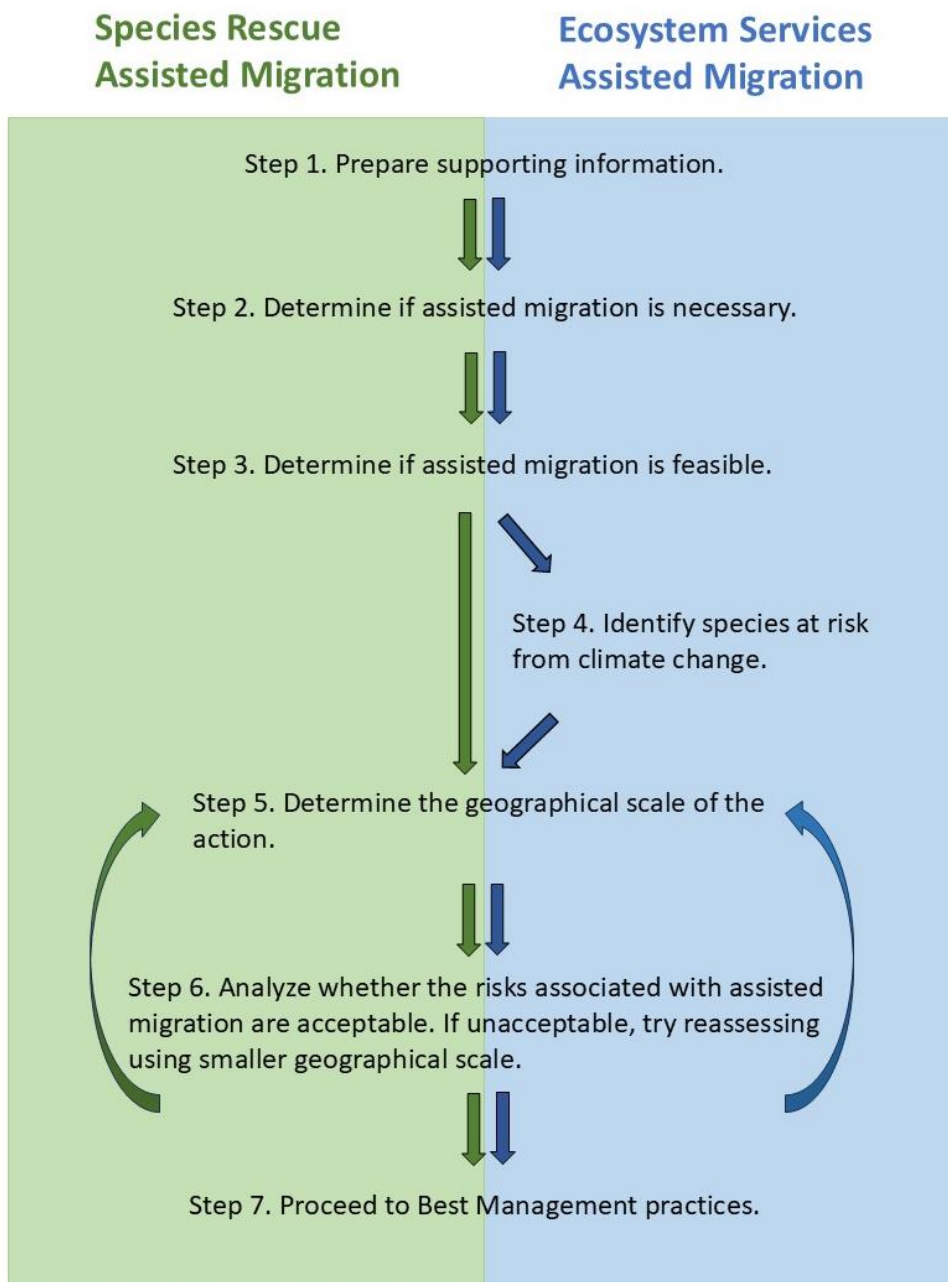 Species Rescue
Assisted Migration
Ecosystem Services
Assisted Migration
Step 1. Prepare supporting information.
Step 2. Determine if assisted migration is necessary.
Step 3. Determine if assisted migration is feasible.
Step 4. Identify species at risk
from climate change.
Step 5. Determine the geographical scale of the
action.
Step 6. Analyze whether the risks associated with assisted
migration are acceptable. If unacceptable, try reassessing
using smaller geographical scale.
Step 7. Proceed to Best Management practices.